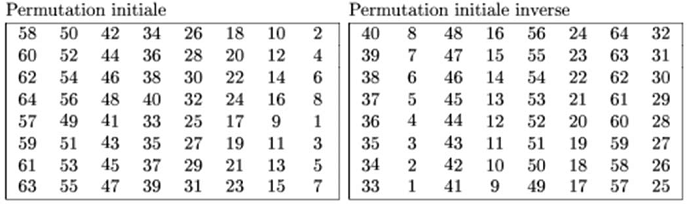 Permutation initiale Permutation initiale inverse
58 50 42 34 26 18 10 2 40 8 48 16 56 24 64 32
60 52 44 36 28 20 12 4 39 7 47 15 55 23 63 31
62 54 46 38 30 22 14 6 38 6 46 14 54 22 62 30
64 56 48 40 32 24 16 8 37 5 45 13 53 21 61 29
57 49 41 33 25 17 9 1 36 4 44 12 52 20 60 28
59 51 43 35 27 19 11 3 35 3 43 11 51 19 59 27
61 53 45 37 29 21 13 5 34 2 42 10 50 18 58 26
63 55 47 39 31 23 15 7 33 1 41 9 49 17 57 25